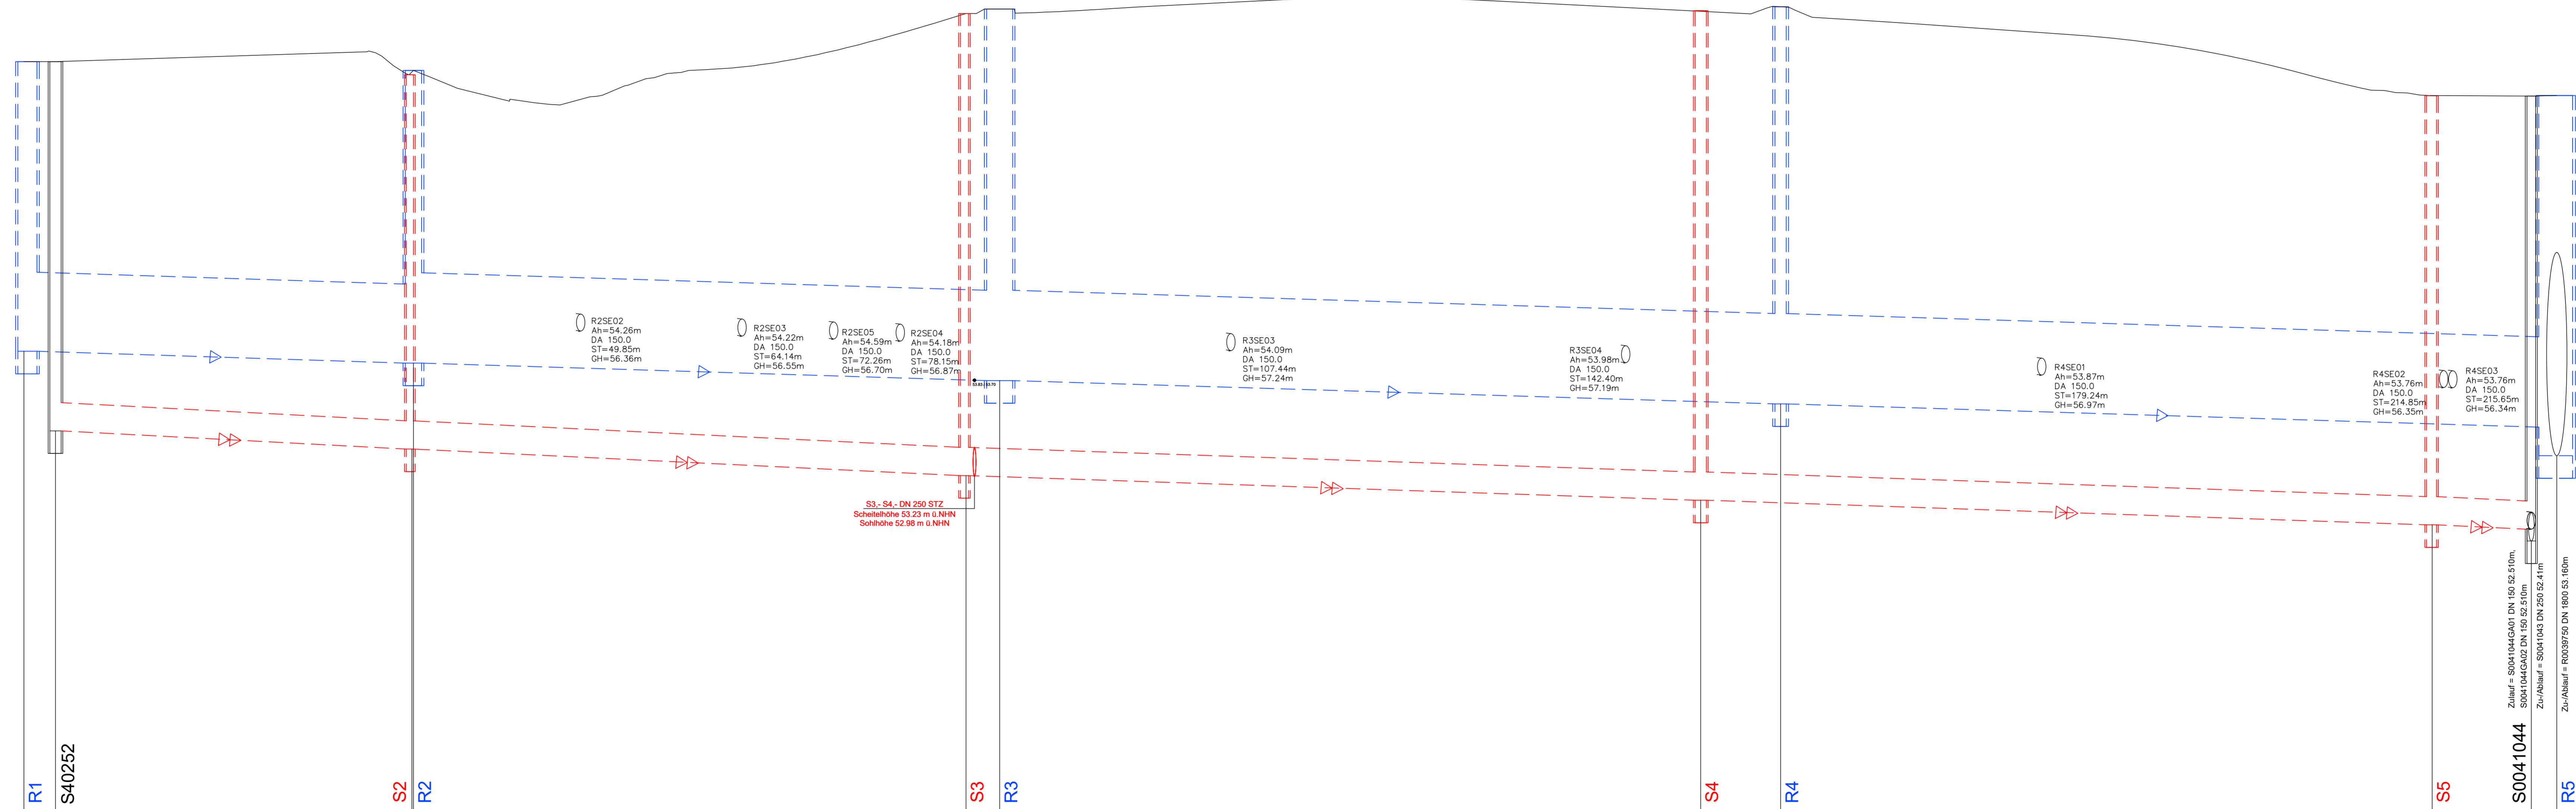 R2SE02
Ah=54.26m
DA 150.0
ST=49.85m
GH=56.36m
R2SE03
Ah=54.22m
DA 150.0
ST=64.14m
GH=56.55m
R2SE05
Ah=54.59m
DA 150.0
ST=72.26m
GH=56.70m
R2SE04
Ah=54.18m
DA 150.0
ST=78.15m
GH=56.87m
R3SE03
Ah=54.09m
DA 150.0
ST=107.44m
GH=57.24m
R3SE04
Ah=53.98m
DA 150.0
ST=142.40m
GH=57.19m
R4SE01
Ah=53.87m
DA 150.0
ST=179.24m
GH=56.97m
R4SE02
Ah=53.76m
DA 150.0
ST=214.85m
GH=56.35m
R4SE03
Ah=53.76m
DA 150.0
ST=215.65m
GH=56.34m
S3,- S4,- DN 250 STZ
Scheitelhöhe 53.23 m ü.NHN
Sohlhöhe 52.98 m ü.NHN
R1
S40252
S2
R2
S3
R3
S4
R4
S5
S0041044
Zulauf = S0041044GA01 DN 150 52.510m,
S0041044GA02 DN 150 52.510m
Zu-/Ablauf = S0041043 DN 250 52.41m
Zu-/Ablauf = R0039750 DN 1800 53.160m
R5